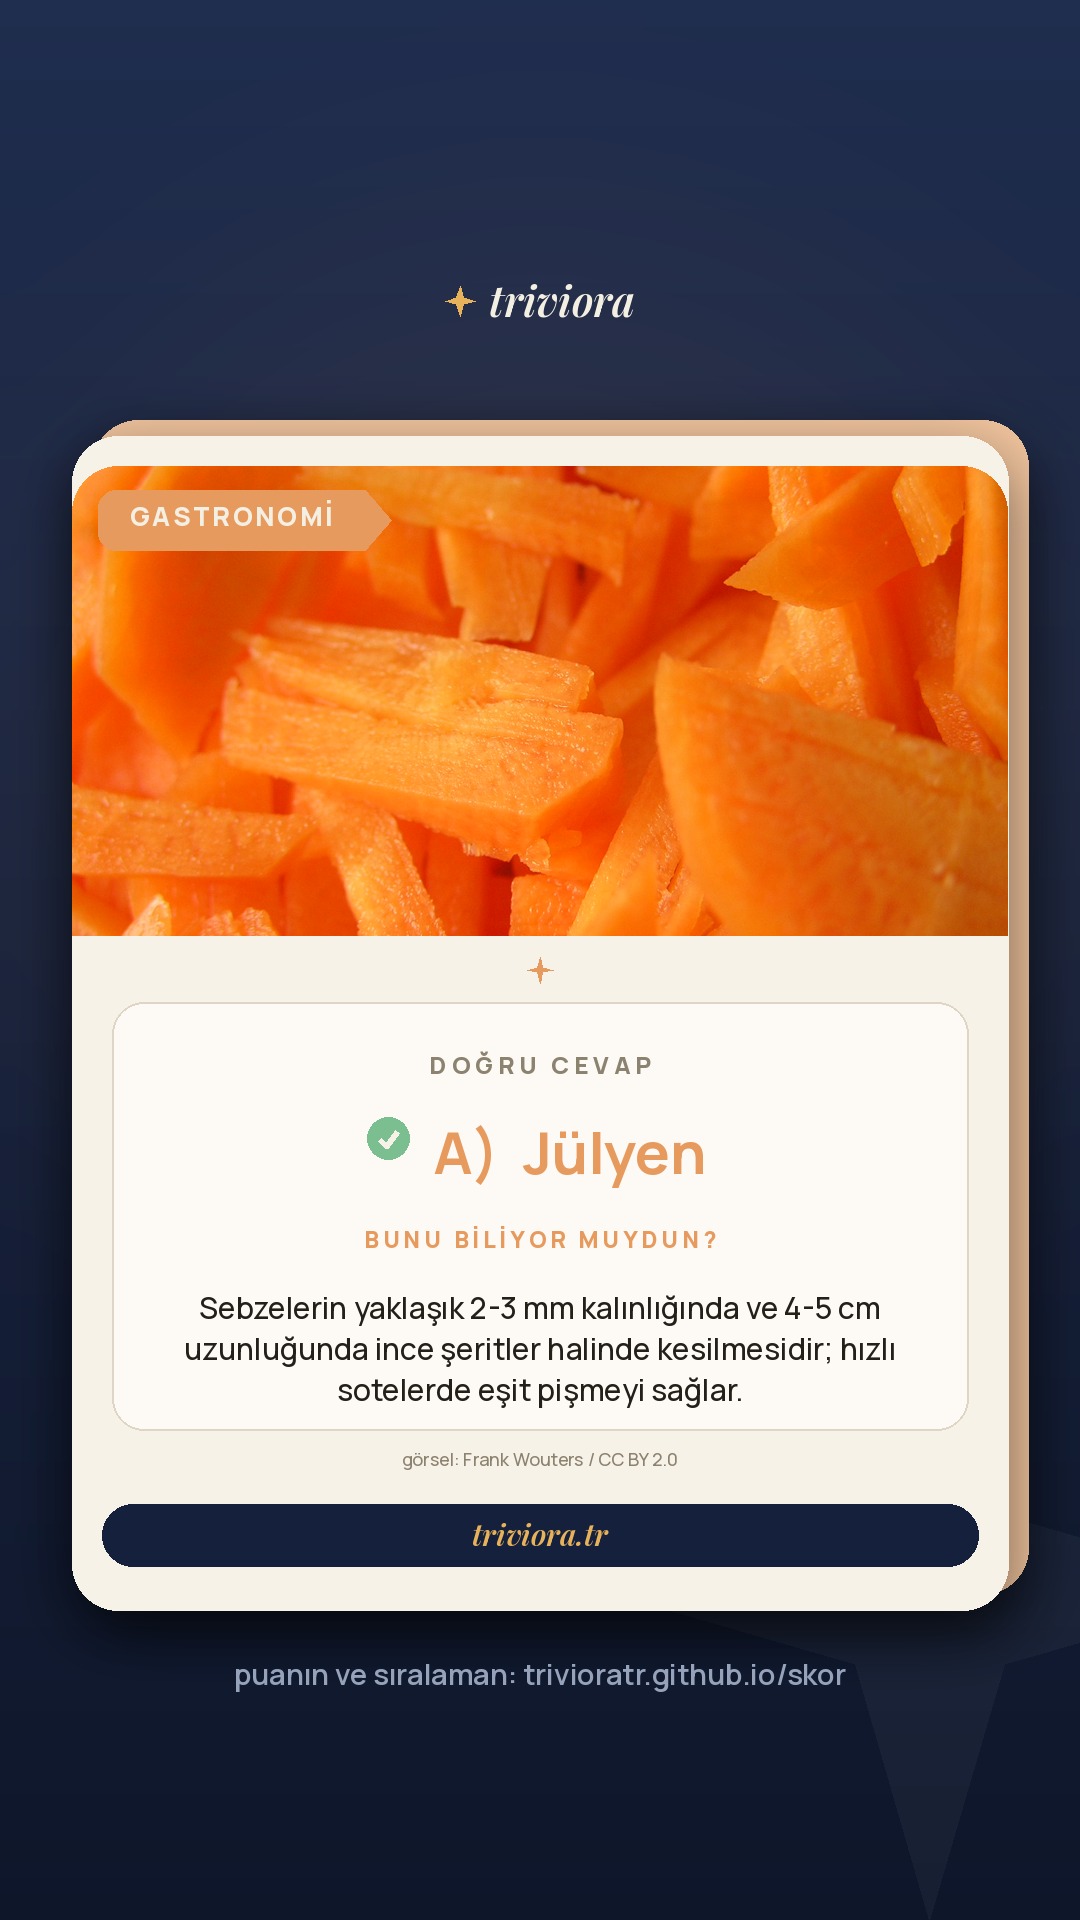 triviora
GASTRONOMİ
DOĞRU CEVAP
A) Jülyen
BUNU BİLİYOR MUYDUN?
Sebzelerin yaklaşık 2-3 mm kalınlığında ve 4-5 cm
uzunluğunda ince şeritler halinde kesilmesidir; hızlı
sotelerde eşit pişmeyi sağlar.
görsel: Frank Wouters / CC BY 2.0
triviora.tr
puanın ve sıralaman: trivioratr.github.io/skor